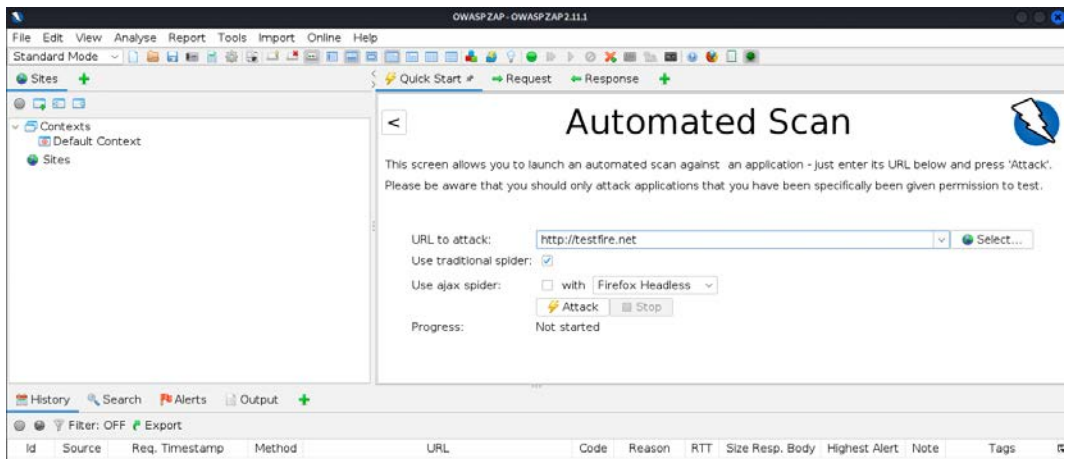 OWASP ZAP - OWASP ZAP 2.11.1
File Edit View Analyse Report Tools Import Online Help
Standard Mode
Sites
Quick Start Request Response
Contexts
Default Context
Sites
<
Automated Scan
This screen allows you to launch an automated scan against an application - just enter its URL below and press 'Attack'.
Please be aware that you should only attack applications that you have been specifically been given permission to test.
URL to attack: http://testfire.net Select...
Use traditional spider:
Use ajax spider: with Firefox Headless
Attack Stop
Progress: Not started
History Search Alerts Output
Filter: OFF Export
Id Source Req. Timestamp Method URL Code Reason RTT Size Resp. Body Highest Alert Note Tags